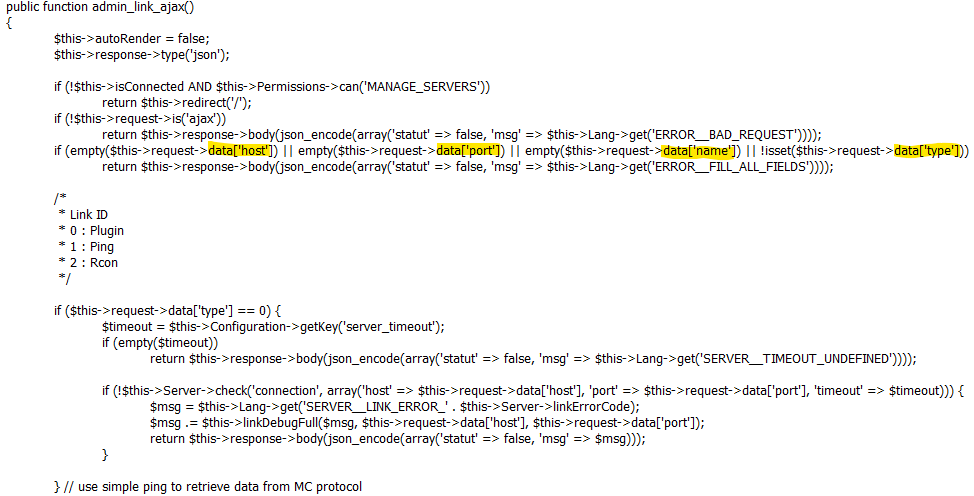 public function admin_link_ajax()
{
$this->autoRender = false;
$this->response->type('json');
if (!$this->isConnected AND $this->Permissions->can('MANAGE_SERVERS'))
return $this->redirect('/');
if (!$this->request->is('ajax'))
return $this->response->body(json_encode(array('statut' => false, 'msg' => $this->Lang->get('ERROR__BAD_REQUEST'))));
if (empty($this->request->data['host']) || empty($this->request->data['port']) || empty($this->request->data['name']) || !isset($this->request->data['type']))
return $this->response->body(json_encode(array('statut' => false, 'msg' => $this->Lang->get('ERROR__FILL_ALL_FIELDS'))));
/*
* Link ID
* 0 : Plugin
* 1 : Ping
* 2 : Rcon
*/
if ($this->request->data['type'] == 0) {
$timeout = $this->Configuration->getKey('server_timeout');
if (empty($timeout))
return $this->response->body(json_encode(array('statut' => false, 'msg' => $this->Lang->get('SERVER__TIMEOUT_UNDEFINED'))));
if (!$this->Server->check('connection', array('host' => $this->request->data['host'], 'port' => $this->request->data['port'], 'timeout' => $timeout))) {
$msg = $this->Lang->get('SERVER__LINK_ERROR_' . $this->Server->linkErrorCode);
$msg .= $this->linkDebugFull($msg, $this->request->data['host'], $this->request->data['port']);
return $this->response->body(json_encode(array('statut' => false, 'msg' => $msg)));
}
} // use simple ping to retrieve data from MC protocol